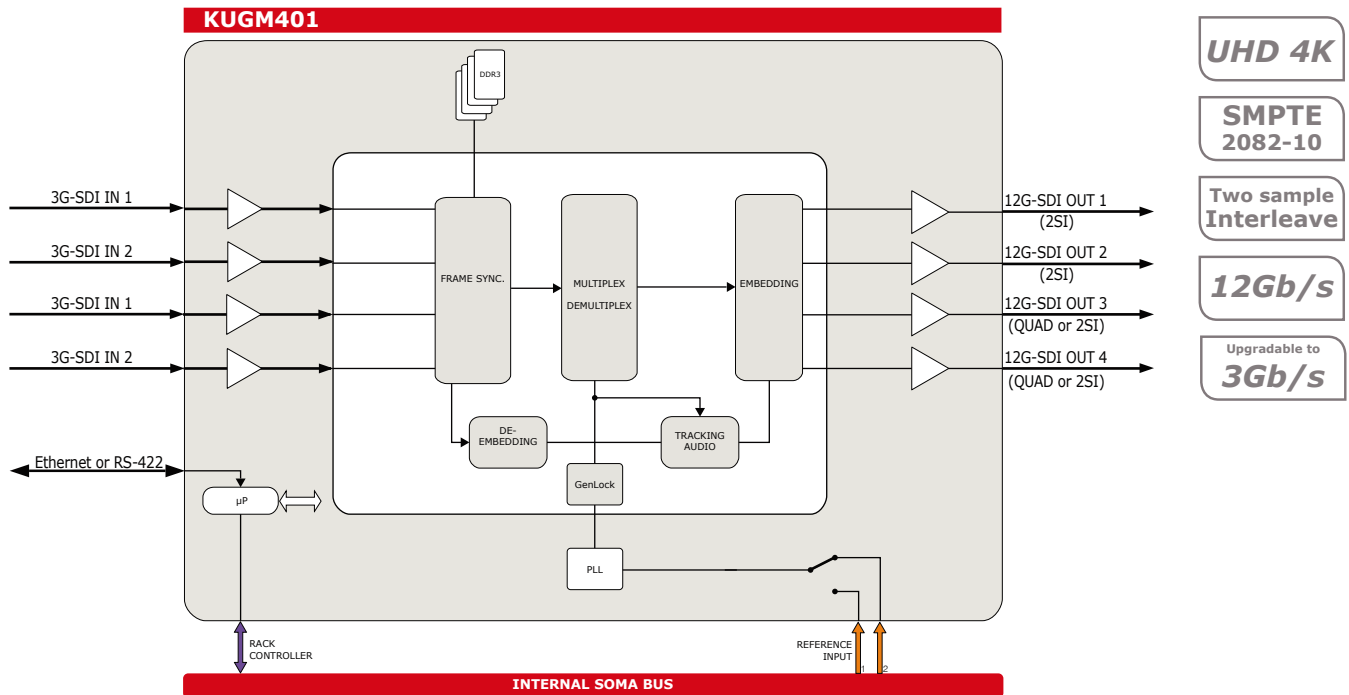 KUGM401
DDR3
3G-SDI IN 1
3G-SDI IN 2
3G-SDI IN 1
3G-SDI IN 2
Ethernet or RS-422
µP
FRAME SYNC.
MULTIPLEX
DEMULTIPLEX
EMBEDDING
DE-
EMBEDDING
TRACKING
AUDIO
GenLock
PLL
12G-SDI OUT 1
(2SI)
12G-SDI OUT 2
(2SI)
12G-SDI OUT 3
(QUAD or 2SI)
12G-SDI OUT 4
(QUAD or 2SI)
RACK
CONTROLLER
REFERENCE
INPUT
1
2
INTERNAL SOMA BUS
UHD 4K
SMPTE
2082-10
Two sample
Interleave
12Gb/s
Upgradable to
3Gb/s